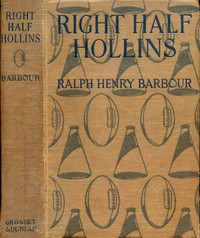 RIGHT
HALF
HOLLINS
BARBOUR
GROSSET
& DUNLAP
RIGHT HALF
HOLLINS
RALPH HENRY BARBOUR